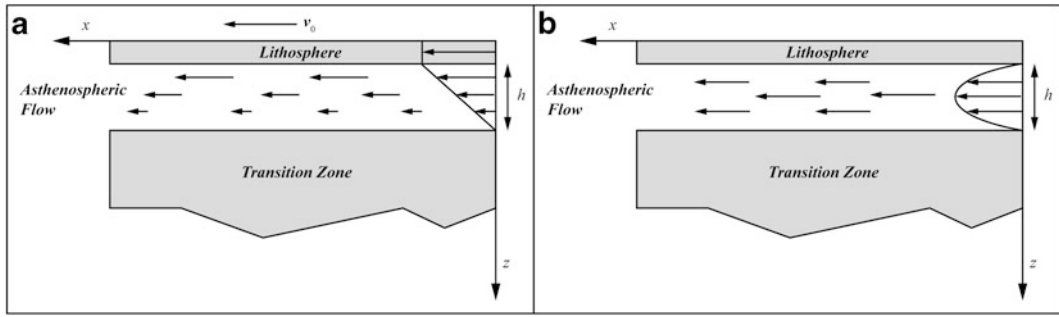 a
v₀
x
Lithosphere
Asthenospheric
Flow
h
Transition Zone
z
b
x
Lithosphere
Asthenospheric
Flow
h
Transition Zone
z